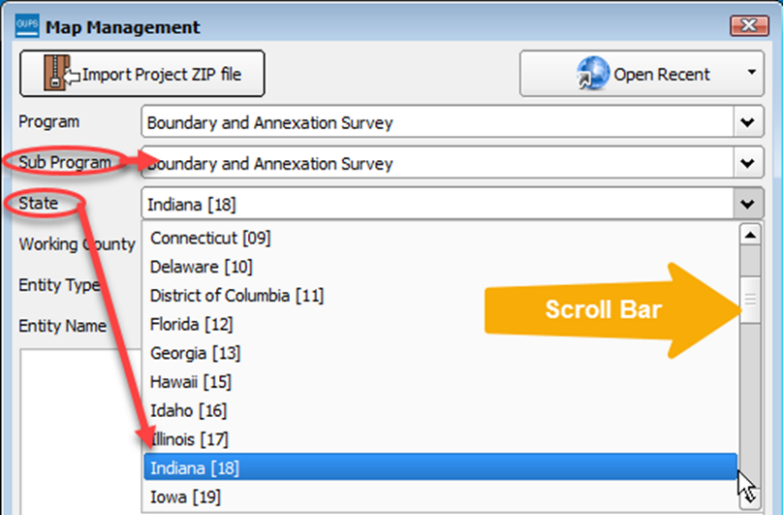 GUPS Map Management
Import Project ZIP file
Open Recent
Program
Boundary and Annexation Survey
Sub Program
Boundary and Annexation Survey
State
Indiana [18]
Working County
Connecticut [09]
Delaware [10]
Entity Type
District of Columbia [11]
Entity Name
Florida [12]
Georgia [13]
Hawaii [15]
Idaho [16]
Illinois [17]
Indiana [18]
Iowa [19]
Scroll Bar